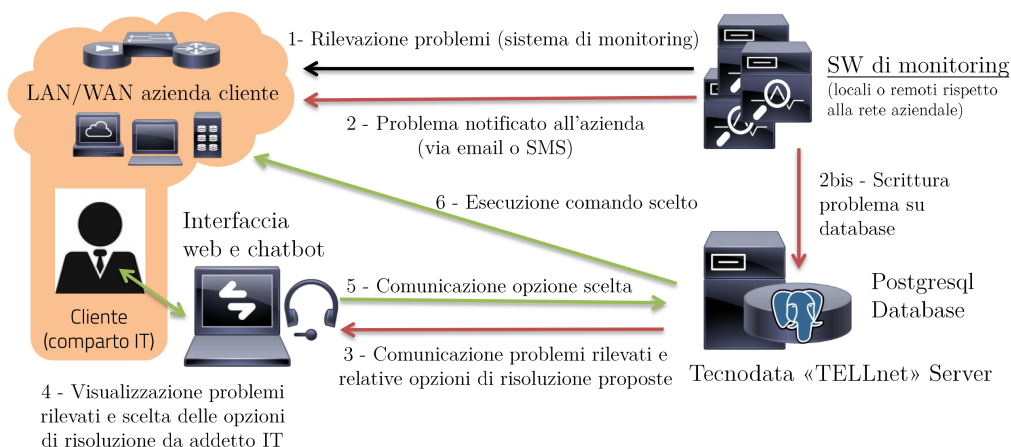 1- Rilevazione problemi (sistema di monitoring)
SW di monitoring
(locali o remoti rispetto
alla rete aziendale)
LAN/WAN azienda cliente
2 - Problema notificato all'azienda
(via email o SMS)
2bis - Scrittura
problema su
database
6 - Esecuzione comando scelto
Interfaccia
web e chatbot
5 - Comunicazione opzione scelta
Postgresql
Database
Cliente
(comparto IT)
3 - Comunicazione problemi rilevati e
relative opzioni di risoluzione proposte
Tecnodata «TELLnet» Server
4 - Visualizzazione problemi
rilevati e scelta delle opzioni
di risoluzione da addetto IT